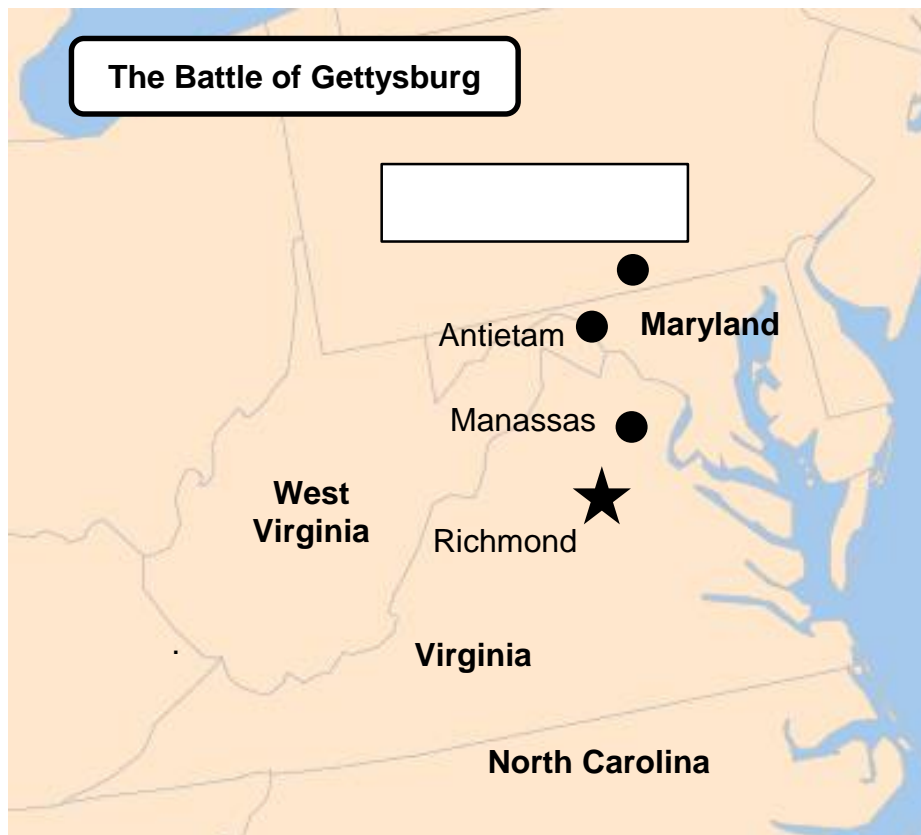 The Battle of Gettysburg
Antietam
Maryland
Manassas
West
Virginia
Richmond
Virginia
North Carolina